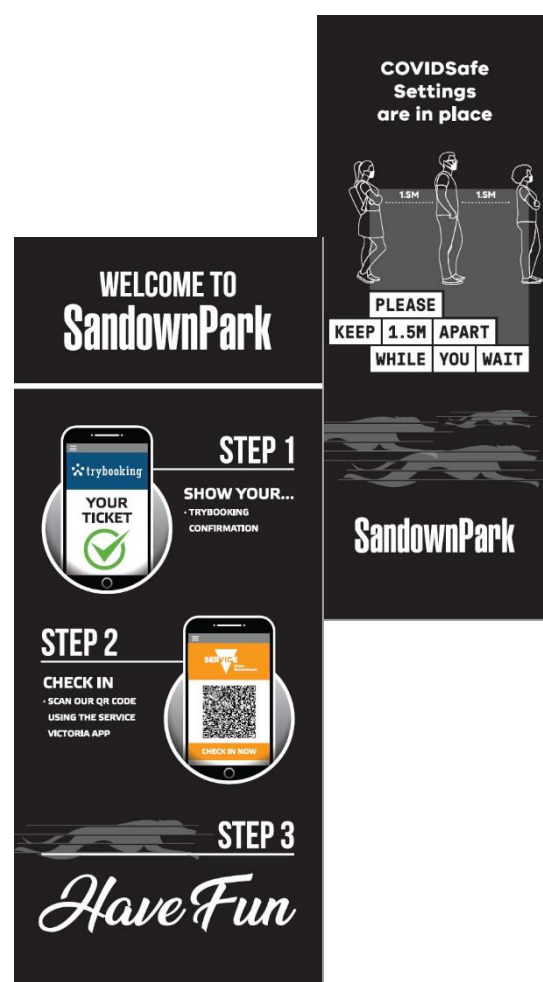 COVIDSafe
Settings
are in place
1.5M 1.5M
PLEASE
KEEP 1.5M APART
WHILE YOU WAIT
SandownPark
WELCOME TO
SandownPark
STEP 1
trybooking
YOUR
TICKET
SHOW YOUR...
· TRYBOOKING
CONFIRMATION
STEP 2
CHECK IN
· SCAN OUR QR CODE
USING THE SERVICE
VICTORIA APP
SERVICE
CHECK IN NOW
STEP 3
Have Fun